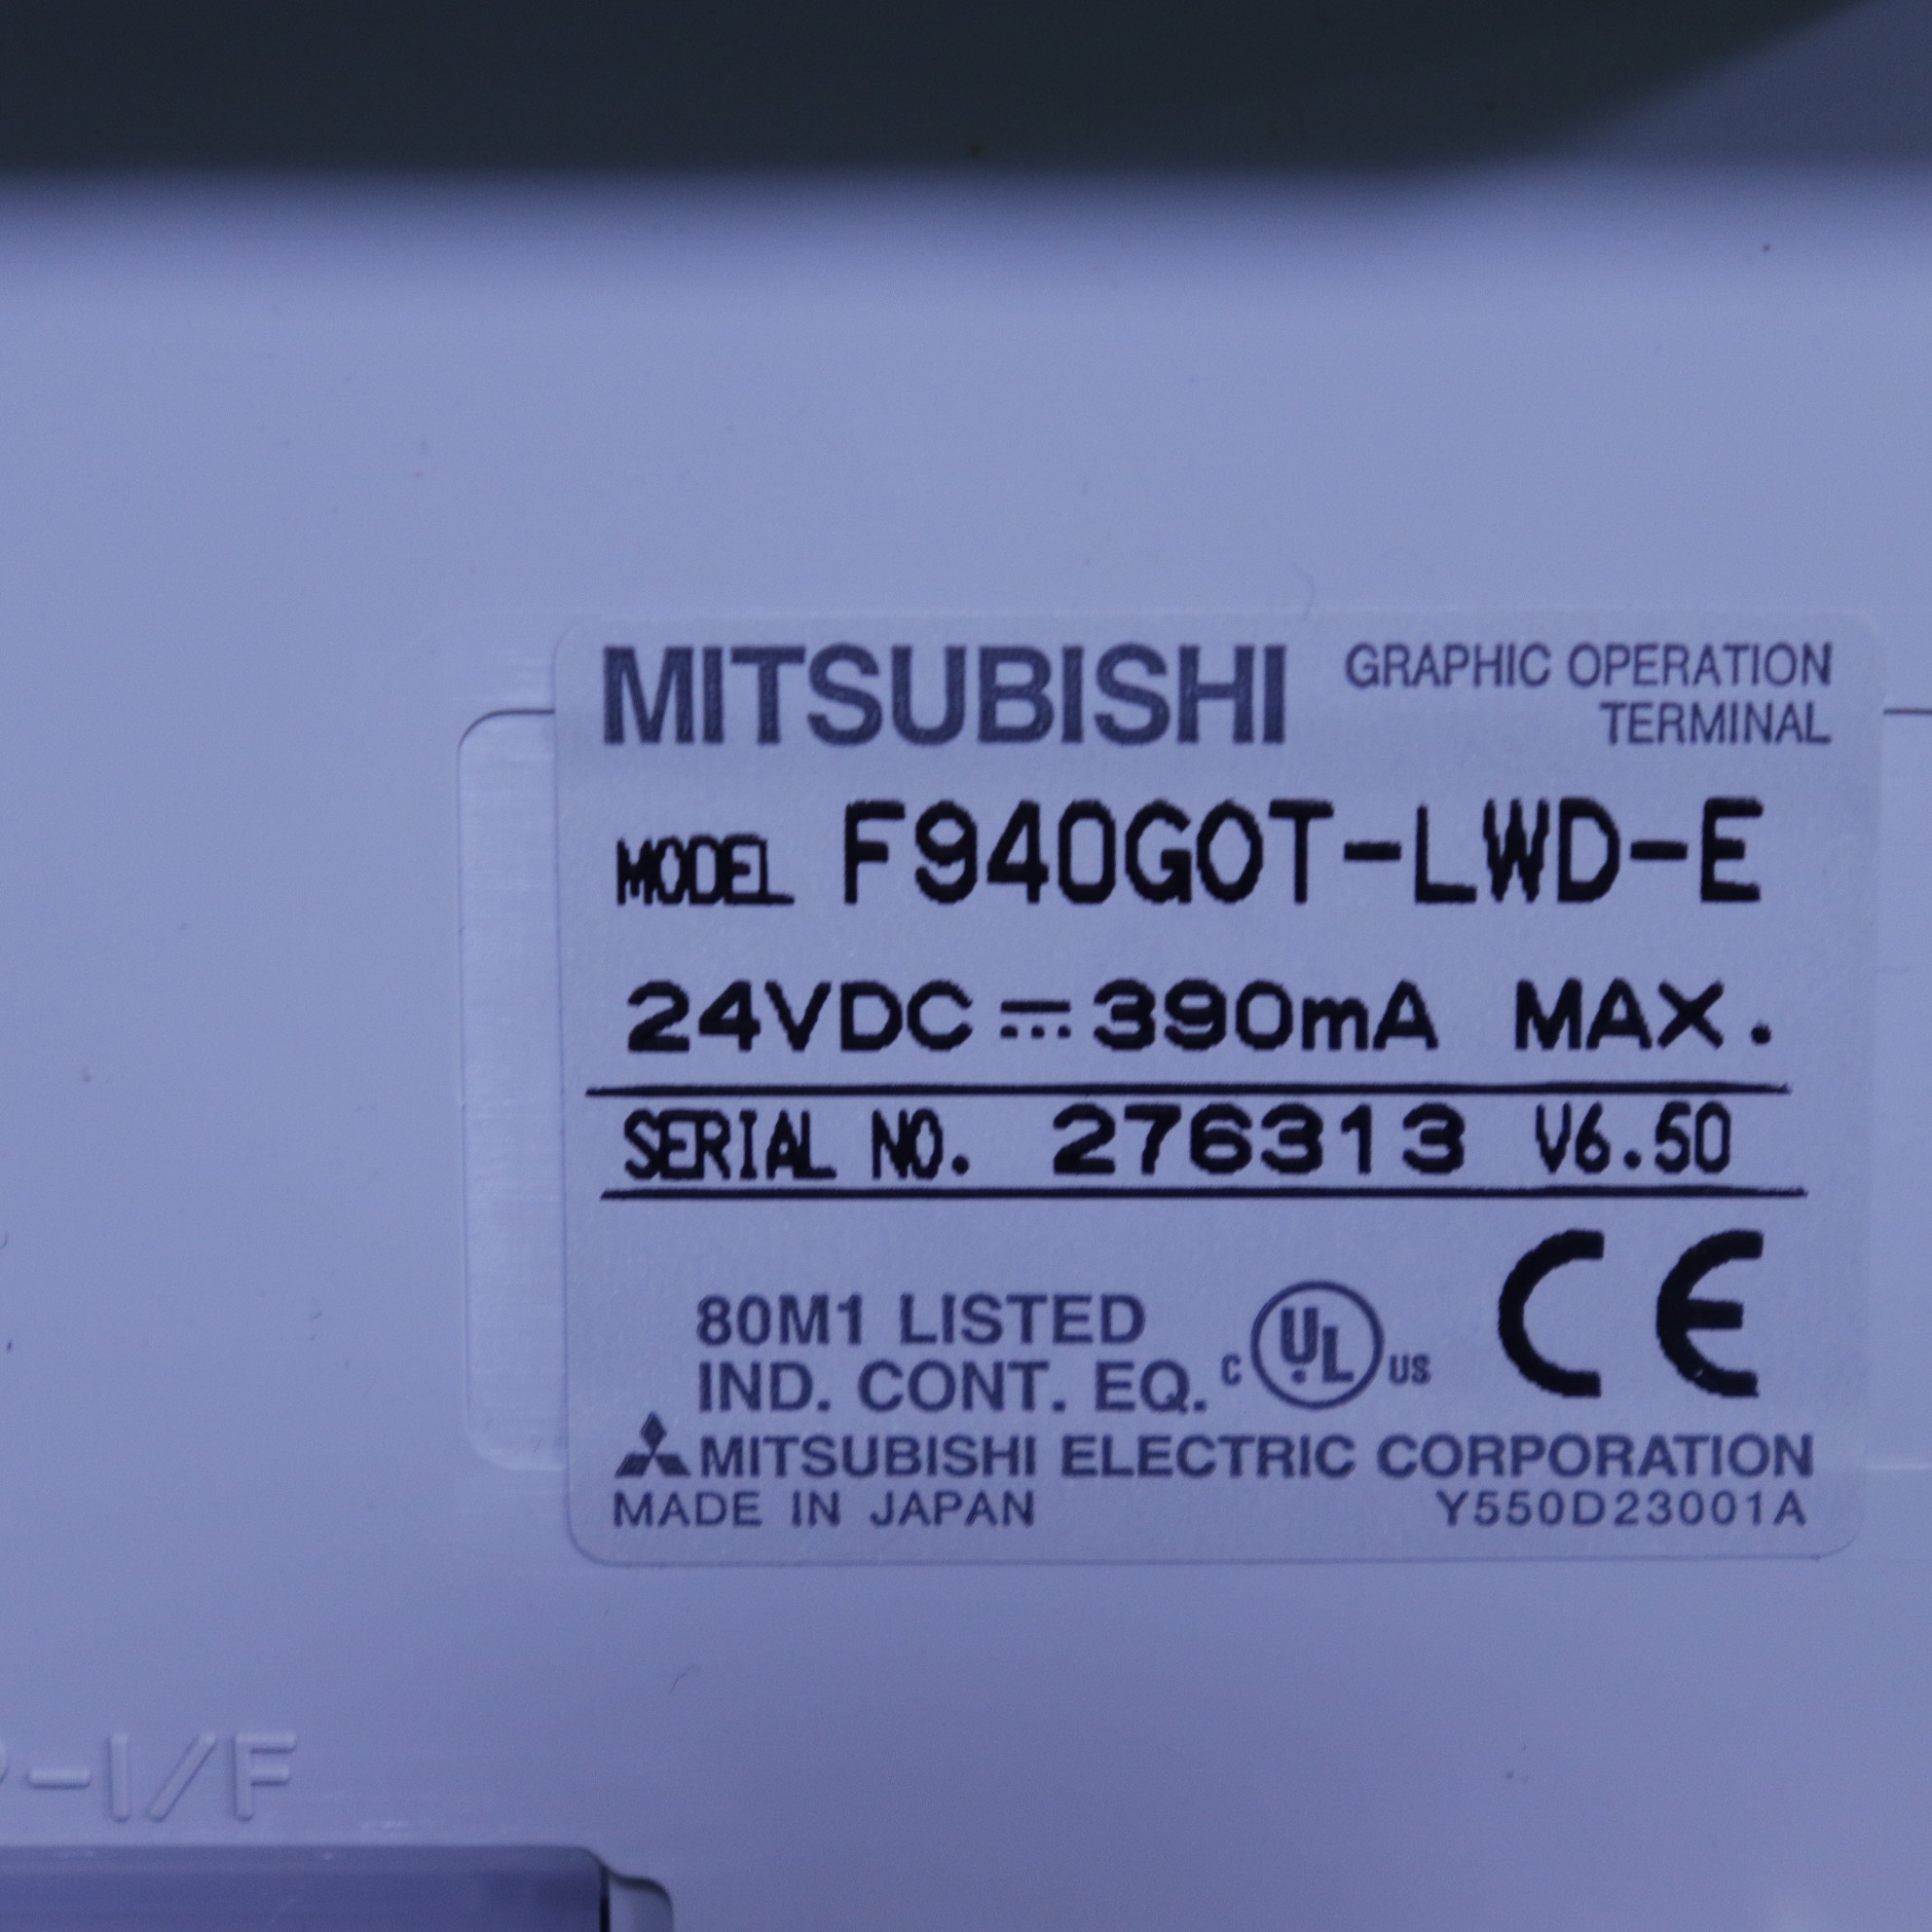 MITSUBISHI
GRAPHIC OPERATION
TERMINAL
MODEL F940GOT-LWD-E
24VDC⎓390mA MAX.
SERIAL NO. 276313 V6.50
80M1 LISTED
IND. CONT. EQ.
C UL US
CE
MITSUBISHI ELECTRIC CORPORATION
MADE IN JAPAN Y550D23001A
-I/F